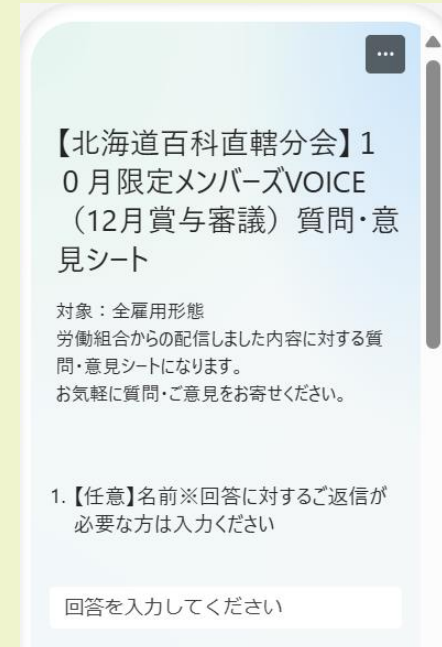 【北海道百科直轄分会】１
０月限定メンバーズVOICE
（12月賞与審議）質問・意
見シート
対象：全雇用形態
労働組合からの配信しました内容に対する質
問・意見シートになります。
お気軽に質問・ご意見をお寄せください。
1. 【任意】名前※回答に対するご返信が
必要な方は入力ください
回答を入力してください